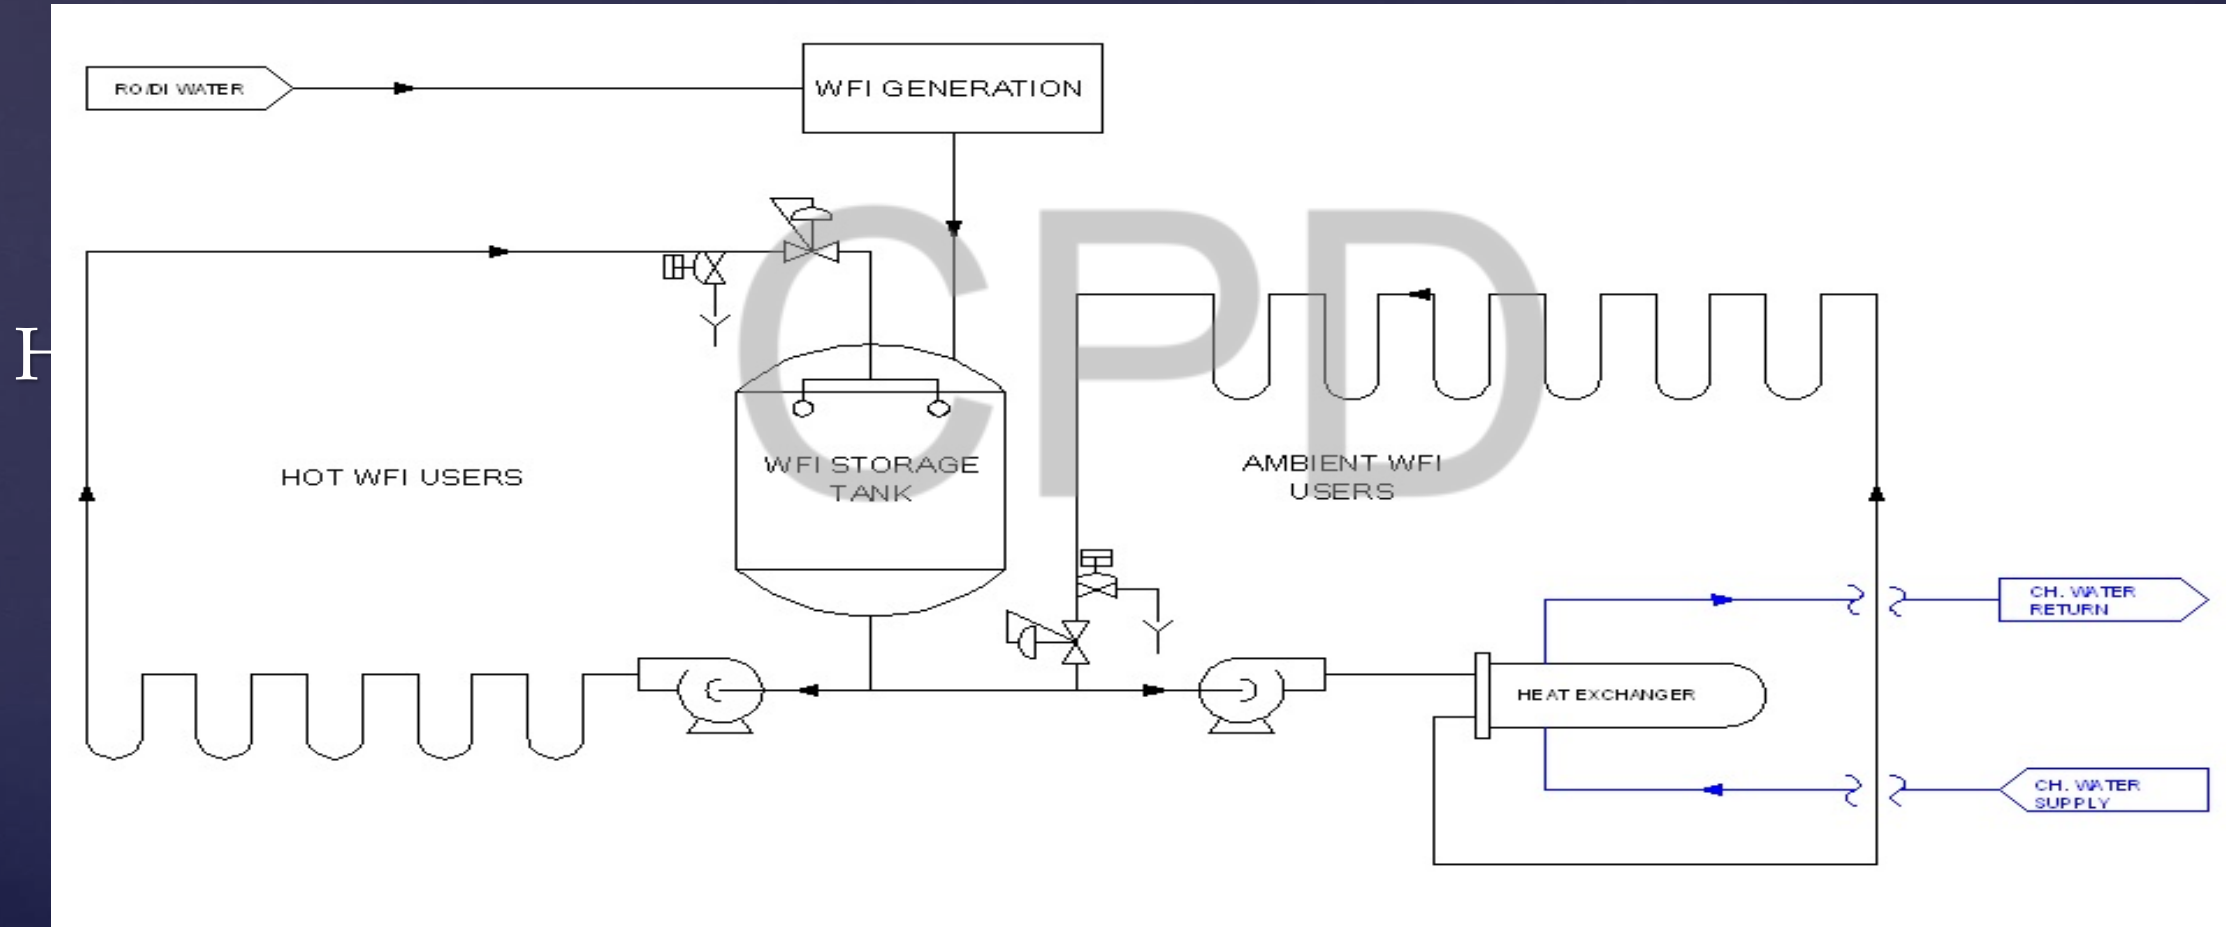 RO/DI WATER
WFI GENERATION
CPD
H
HOT WFI USERS
WFI STORAGE
TANK
AMBIENT WFI
USERS
CH. WATER
RETURN
HEAT EXCHANGER
CH. WATER
SUPPLY